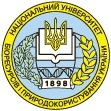 НАЦІОНАЛЬНИЙ УНІВЕРСИТЕТ
БІОРЕСУРСІВ І ПРИРОДОКОРИСТУВАННЯ УКРАЇНИ
1898